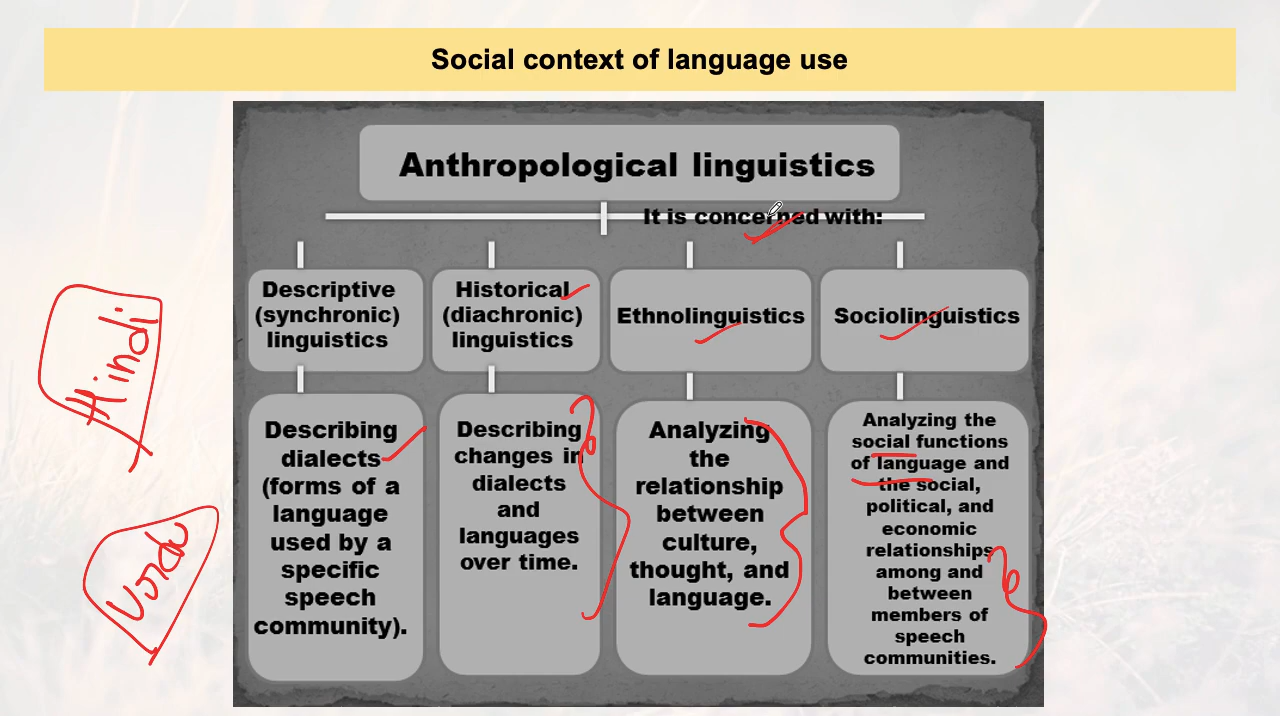 Social context of language use
Anthropological linguistics
It is concerned with:
Descriptive
(synchronic)
linguistics
Historical
(diachronic)
linguistics
Ethnolinguistics
Sociolinguistics
Describing
dialects
(forms of a
language
used by a
specific
speech
community).
Describing
changes in
dialects
and
languages
over time.
Analyzing
the
relationship
between
culture,
thought, and
language.
Analyzing the
social functions
of language and
the social,
political, and
economic
relationships
among and
between
members of
speech
communities.
Hindi